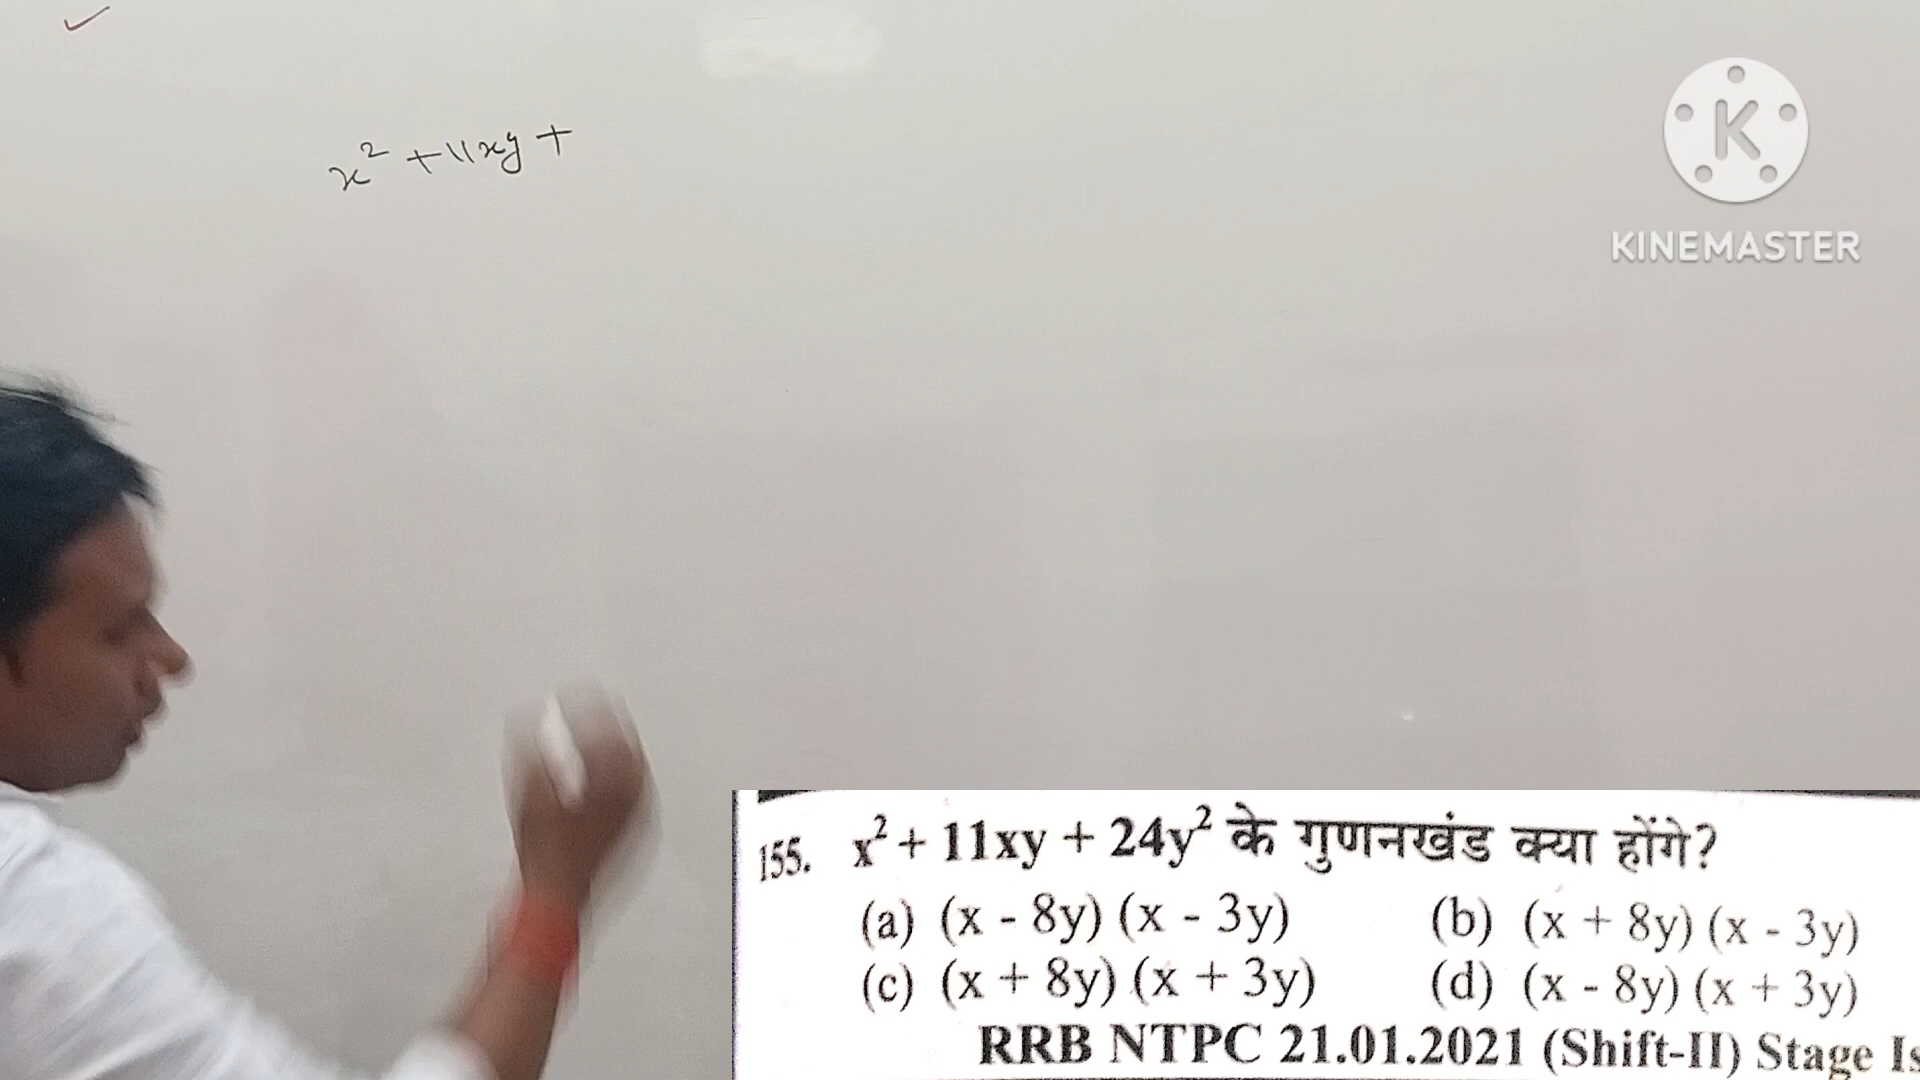 x² + 11xy +
KINEMASTER
155. x² + 11xy + 24y² के गुणनखंड क्या होंगे?
(a) (x - 8y) (x - 3y) (b) (x + 8y) (x - 3y)
(c) (x + 8y) (x + 3y) (d) (x - 8y) (x + 3y)
RRB NTPC 21.01.2021 (Shift-II) Stage Is